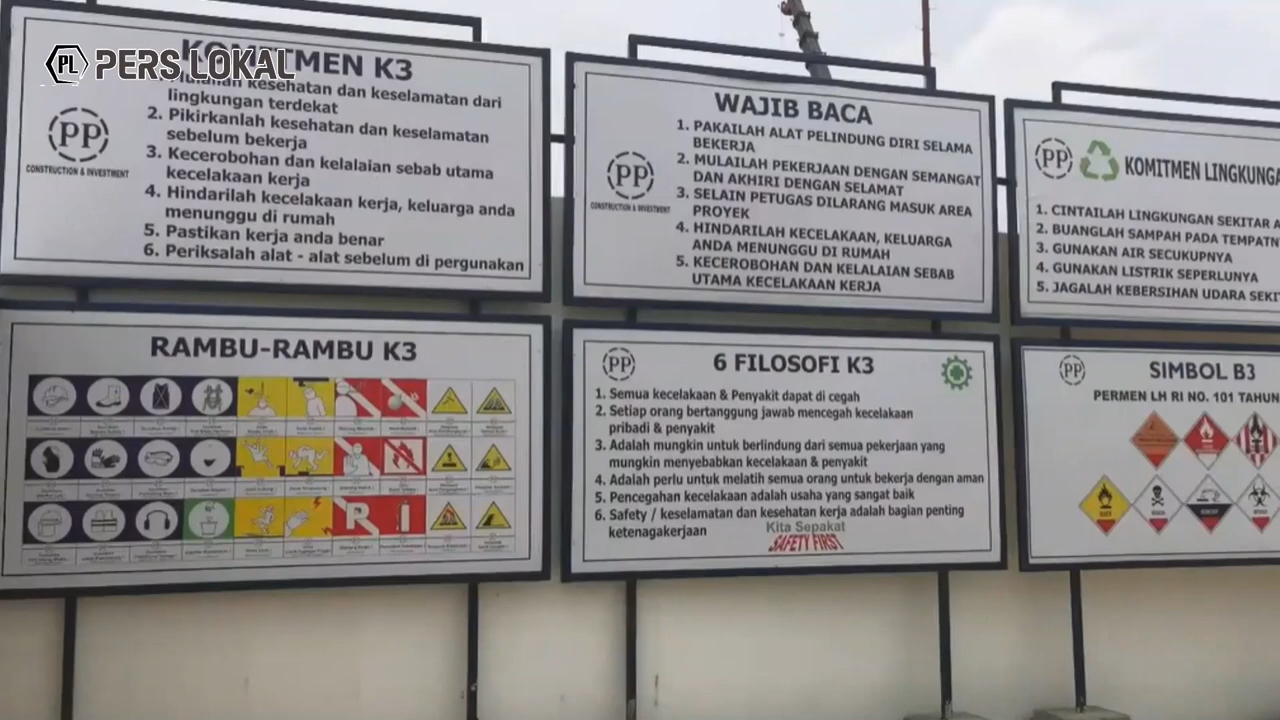 PL PERS LOKAL
KOMITMEN K3
PP
CONSTRUCTION & INVESTMENT
kesehatan dan keselamatan dari
lingkungan terdekat
2. Pikirkanlah kesehatan dan keselamatan
sebelum bekerja
3. Kecerobohan dan kelalaian sebab utama
kecelakaan kerja
4. Hindarilah kecelakaan kerja, keluarga anda
menunggu di rumah
5. Pastikan kerja anda benar
6. Periksalah alat - alat sebelum di pergunakan
WAJIB BACA
PP
CONSTRUCTION & INVESTMENT
1. PAKAILAH ALAT PELINDUNG DIRI SELAMA
BEKERJA
2. MULAILAH PEKERJAAN DENGAN SEMANGAT
DAN AKHIRI DENGAN SELAMAT
3. SELAIN PETUGAS DILARANG MASUK AREA
PROYEK
4. HINDARILAH KECELAKAAN, KELUARGA
ANDA MENUNGGU DI RUMAH
5. KECEROBOHAN DAN KELALAIAN SEBAB
UTAMA KECELAKAAN KERJA
PP
KOMITMEN LINGKUNGA
1. CINTAILAH LINGKUNGAN SEKITAR A
2. BUANGLAH SAMPAH PADA TEMPATN
3. GUNAKAN AIR SECUKUPNYA
4. GUNAKAN LISTRIK SEPERLUNYA
5. JAGALAH KEBERSIHAN UDARA SEKIT
RAMBU-RAMBU K3
R
PP
6 FILOSOFI K3
1. Semua kecelakaan & Penyakit dapat di cegah
2. Setiap orang bertanggung jawab mencegah kecelakaan
pribadi & penyakit
3. Adalah mungkin untuk berlindung dari semua pekerjaan yang
mungkin menyebabkan kecelakaan & penyakit
4. Adalah perlu untuk melatih semua orang untuk bekerja dengan aman
5. Pencegahan kecelakaan adalah usaha yang sangat baik
6. Safety / keselamatan dan kesehatan kerja adalah bagian penting
ketenagakerjaan
Kita Sepakat
SAFETY FIRST
PP
SIMBOL B3
PERMEN LH RI NO. 101 TAHUN